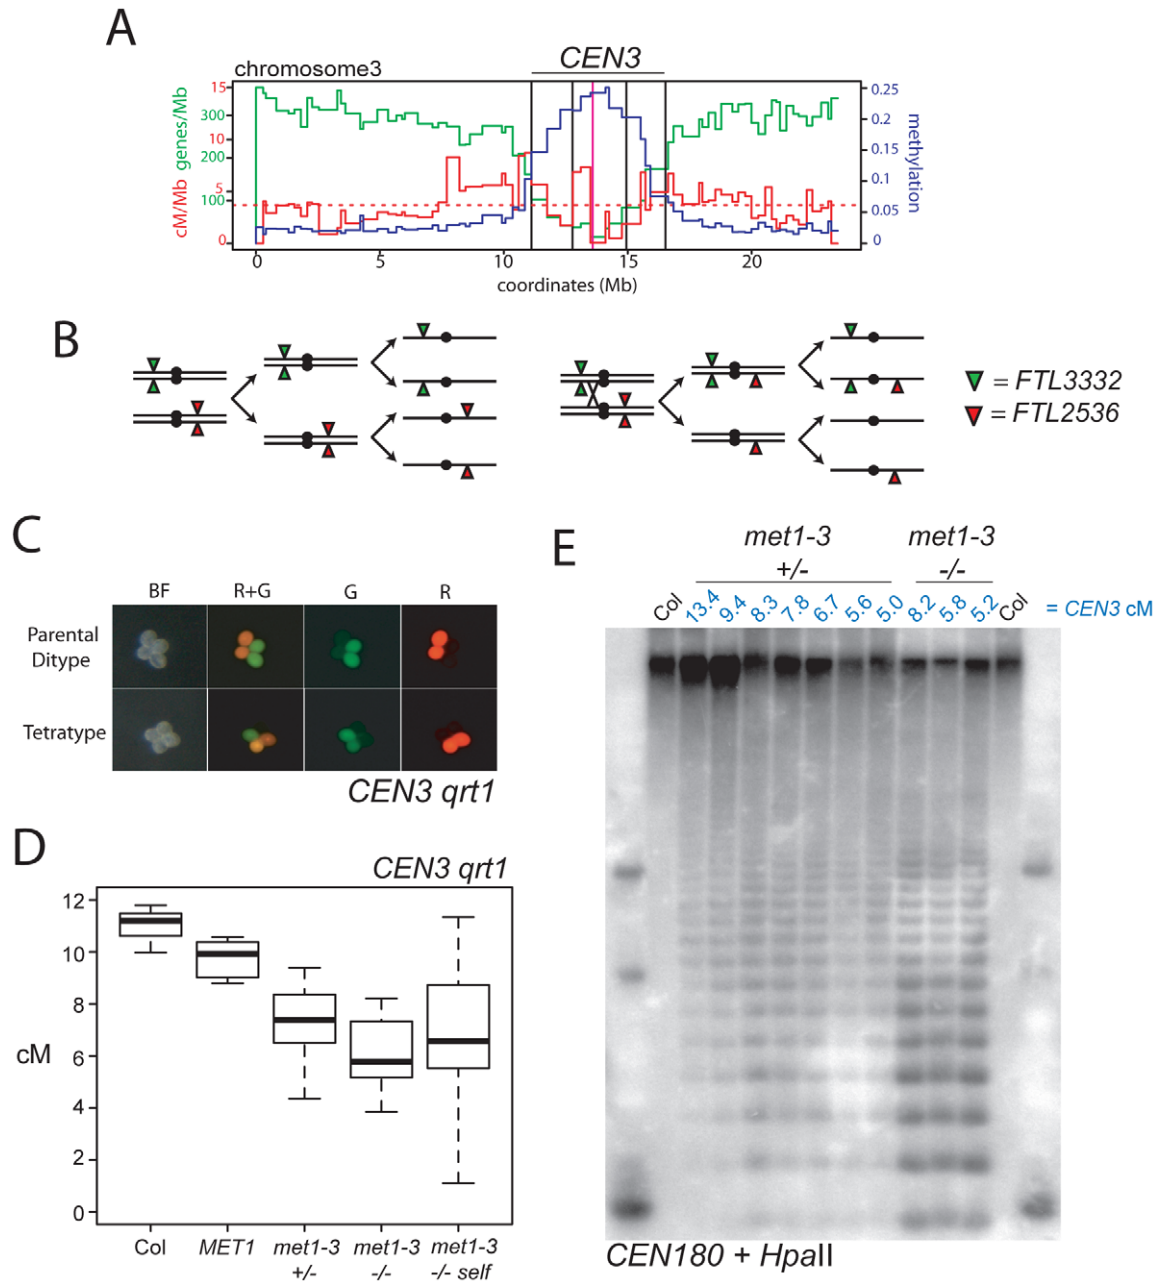 A
CEN3
chromosome3
cM/Mb genes/Mb
15
300
10
200
5
100
0
0.25
0.2
0.15
0.1
0.05
0
methylation
0 5 10 15 20
coordinates (Mb)
B
= FTL3332
= FTL2536
C
BF R+G G R
Parental
Ditype
Tetratype
CEN3 qrt1
D
CEN3 qrt1
cM
12
10
8
6
4
2
0
Col MET1 met1-3 +/- met1-3 -/- met1-3 -/- self
E
met1-3 +/- met1-3 -/-
Col 13.4 9.4 8.3 7.8 6.7 5.6 5.0 8.2 5.8 5.2 Col = CEN3 cM
CEN180 + HpaII